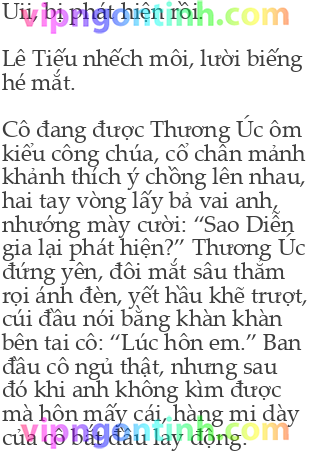 Uii, bị phát hiện rồi.
vipngontinh.com
Lê Tiếu nhếch môi, lười biếng
hé mắt.
Cô đang được Thương Úc ôm
kiểu công chúa, cổ chân mảnh
khảnh thích ý chồng lên nhau,
hai tay vòng lấy bả vai anh,
nhướng mày cười: “Sao Diễn
gia lại phát hiện?” Thương Úc
đứng yên, đôi mắt sâu thẳm
rọi ánh đèn, yết hầu khẽ trượt,
cúi đầu nói bằng khàn khàn
bên tai cô: “Lúc hôn em.” Ban
đầu cô ngủ thật, nhưng sau
đó khi anh không kìm được
mà hôn mấy cái, hàng mi dày
của cô bắt đầu lay động.
vipngontinh.com